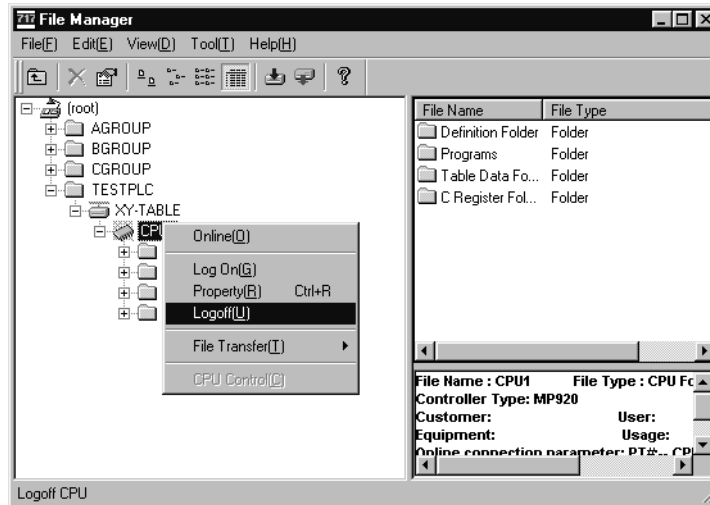 717 File Manager
File(F) Edit(E) View(D) Tool(T) Help(H)
(root)
AGROUP
BGROUP
CGROUP
TESTPLC
XY-TABLE
CPU
Online(O)
Log On(G)
Property(R) Ctrl+R
Logoff(U)
File Transfer(T)
CPU Control(C)
File Name File Type
Definition Folder Folder
Programs Folder
Table Data Fo... Folder
C Register Fol... Folder
File Name : CPU1 File Type : CPU Fo
Controller Type: MP920
Customer: User:
Equipment: Usage:
Online connection parameter: PT#-- CP
Logoff CPU